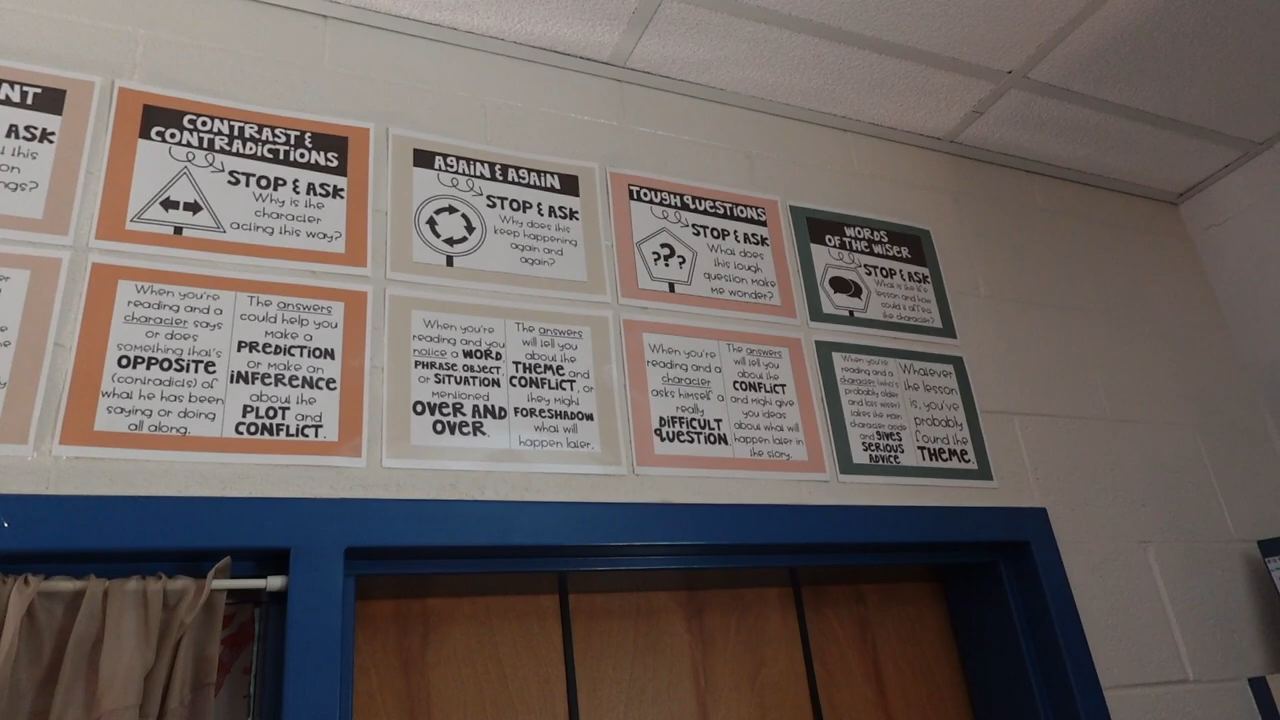 NT
ASK
this
on
ngs?
CONTRAST &
CONTRADICTIONS
STOP & ASK
Why is the
character
acting this way?
AGAIN & AGAIN
STOP & ASK
Why does this
keep happening
again and
again?
TOUGH QUESTIONS
STOP & ASK
What does
this tough
question make
me wonder?
WORDS
OF THE WISER
STOP & ASK
What is the life
lesson and how
could it affect
the character?
When you're
reading and a
character says
or does
something that's
OPPOSITE
(contradicts) of
what he has been
saying or doing
all along.
The answers
could help you
make a
PREDICTION
or make an
INFERENCE
about the
PLOT and
CONFLICT.
When you're
reading and you
notice a WORD,
PHRASE, OBJECT,
or SITUATION
mentioned
OVER AND
OVER.
The answers
will tell you
about the
THEME and
CONFLICT, or
they might
FORESHADOW
what will
happen later.
When you're
reading and a
character
asks himself a
really
DIFFICULT
QUESTION.
The answers
will tell you
about the
CONFLICT
and might give
you ideas
about what will
happen later in
the story.
When you're
reading and a
character (who's
probably older
and lots wiser)
takes the main
character aside
and GIVES
SERIOUS
ADVICE
Whatever
the lesson
is, you've
probably
found the
THEME.